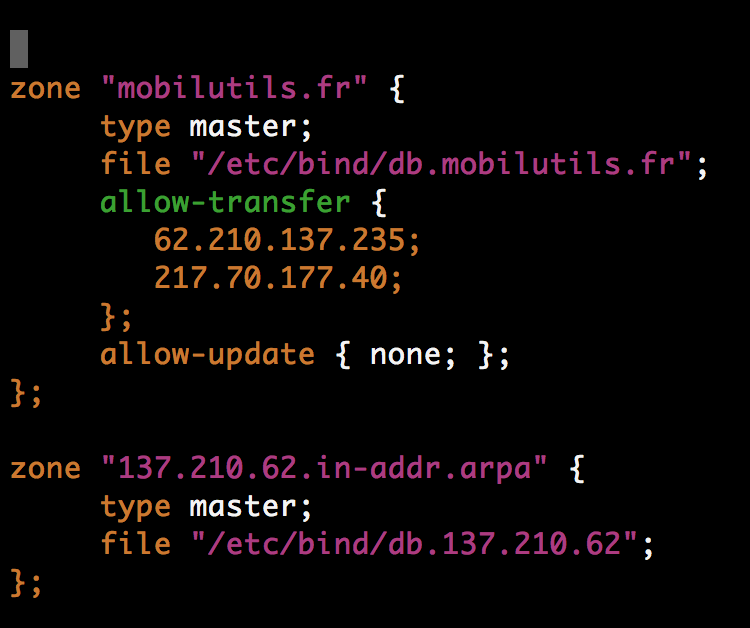 zone "mobilutils.fr" {
type master;
file "/etc/bind/db.mobilutils.fr";
allow-transfer {
62.210.137.235;
217.70.177.40;
};
allow-update { none; };
};
zone "137.210.62.in-addr.arpa" {
type master;
file "/etc/bind/db.137.210.62";
};